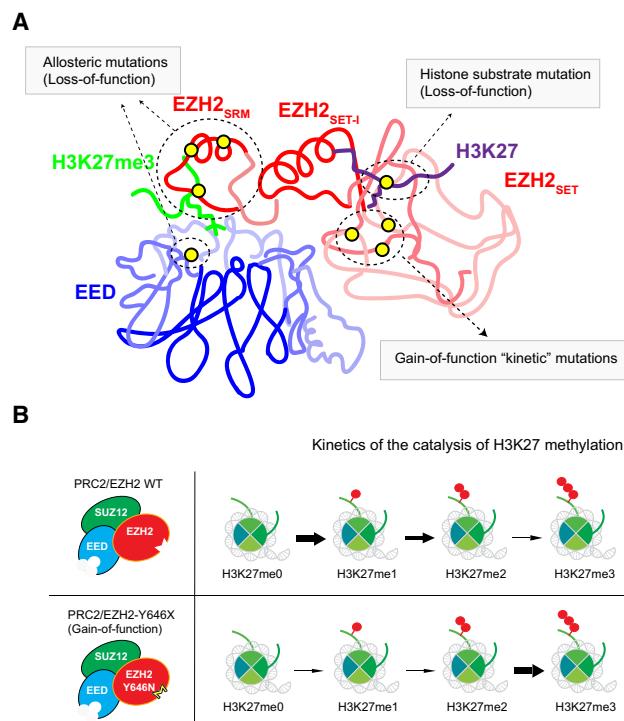 A
Allosteric mutations
(Loss-of-function)
Histone substrate mutation
(Loss-of-function)
EZH2SRM
EZH2SET-I
H3K27me3
H3K27
EZH2SET
EED
Gain-of-function “kinetic” mutations
B
Kinetics of the catalysis of H3K27 methylation
PRC2/EZH2 WT
SUZ12
EZH2
EED
H3K27me0
H3K27me1
H3K27me2
H3K27me3
PRC2/EZH2-Y646X
(Gain-of-function)
SUZ12
EZH2
Y646N
EED
H3K27me0
H3K27me1
H3K27me2
H3K27me3